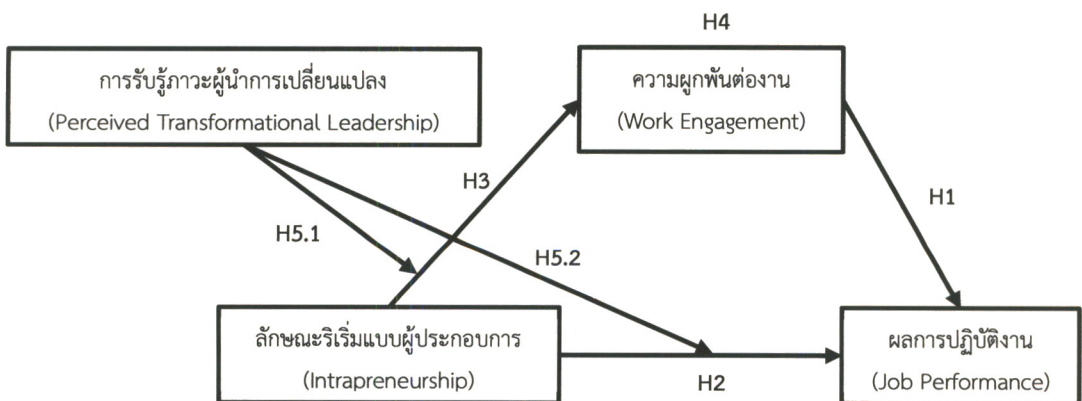 H4
การรับรู้ภาวะผู้นำการเปลี่ยนแปลง
(Perceived Transformational Leadership)
ความผูกพันต่องาน
(Work Engagement)
H3
H1
H5.1
H5.2
ลักษณะริเริ่มแบบผู้ประกอบการ
(Intrapreneurship)
H2
ผลการปฏิบัติงาน
(Job Performance)